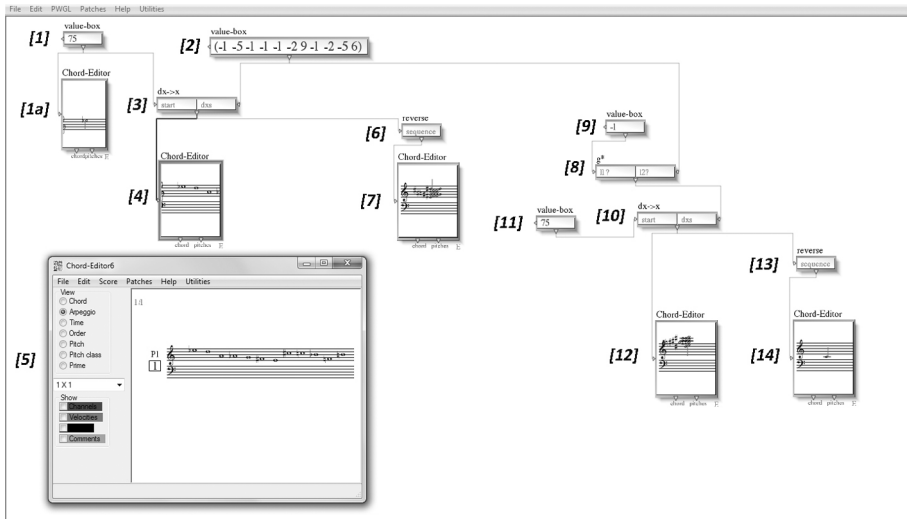 File Edit PWGL Patches Help Utilities
value-box
[1] 75
value-box
[2] (-1 -5 -1 -1 -1 -2 9 -1 -2 -5 6)
Chord-Editor
[1a]
chord pitches E
dx->x
[3] start dxs
reverse
[6] sequence
value-box
[9] -1
g*
[8] l1 ? l2?
Chord-Editor
[4]
chord pitches E
Chord-Editor
[7]
chord pitches E
value-box
[11] 75
dx->x
[10] start dxs
reverse
[13] sequence
Chord-Editor
[12]
chord pitches E
Chord-Editor
[14]
chord pitches E
[5]
Chord-Editor6
File Edit Score Patches Help Utilities
View
Chord
Arpeggio
Time
Order
Pitch
Pitch class
Prime
1 X 1
Show
Channels
Velocities
Comments
1/1
P1